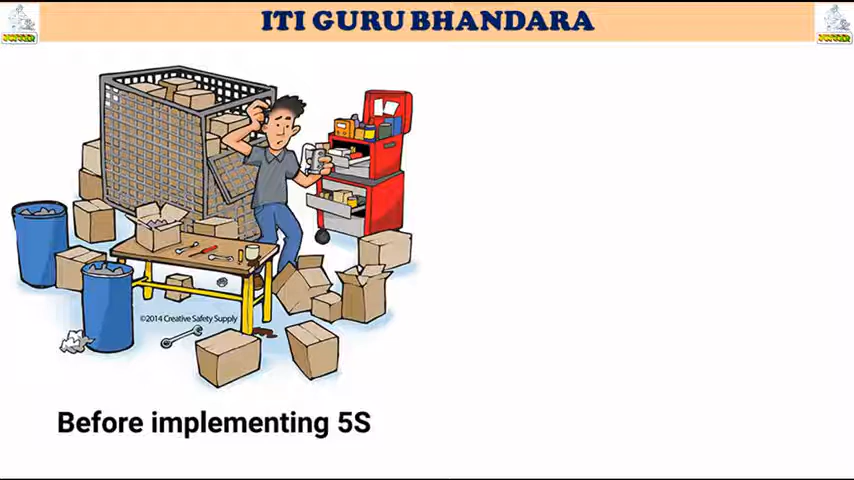 ITI GURU BHANDARA
©2014 Creative Safety Supply
Before implementing 5S